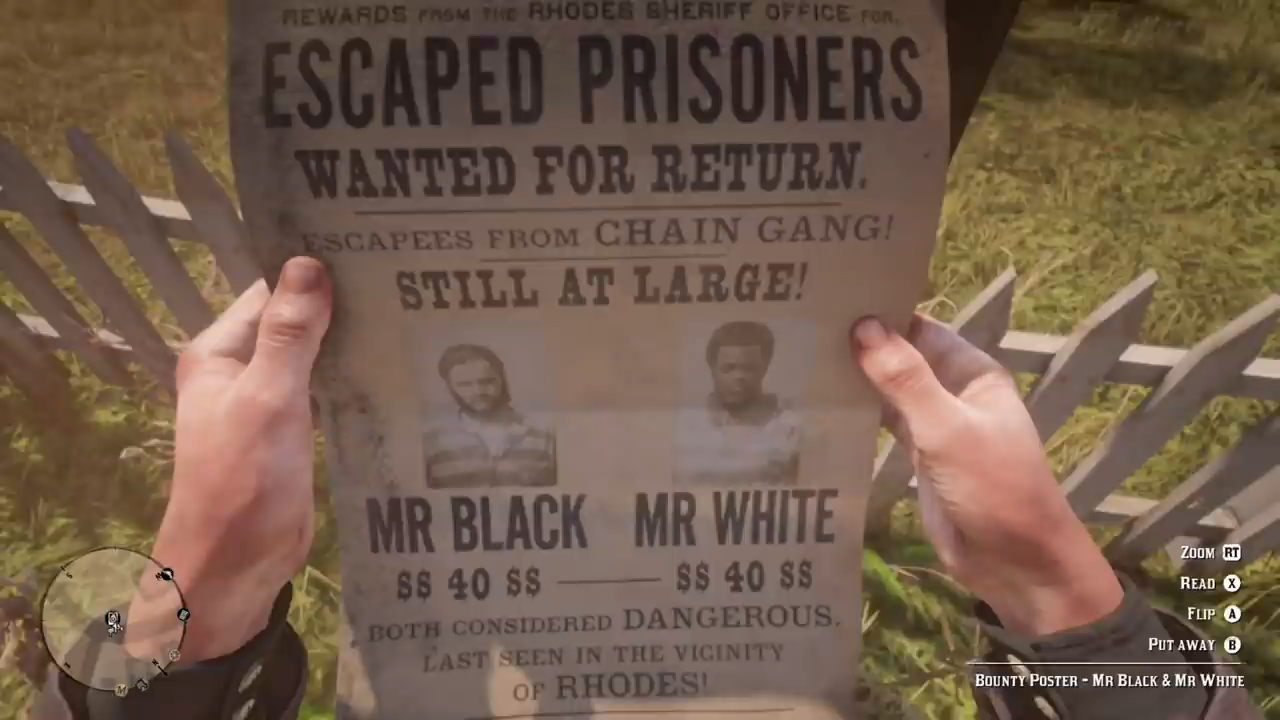 REWARDS FROM THE RHODES SHERIFF OFFICE FOR.
ESCAPED PRISONERS
WANTED FOR RETURN.
ESCAPEES FROM CHAIN GANG!
STILL AT LARGE!
MR BLACK MR WHITE
$$ 40 $$ $$ 40 $$
BOTH CONSIDERED DANGEROUS.
LAST SEEN IN THE VICINITY
OF RHODES!
ZOOM RT
READ X
FLIP A
PUT AWAY B
BOUNTY POSTER - MR BLACK & MR WHITE